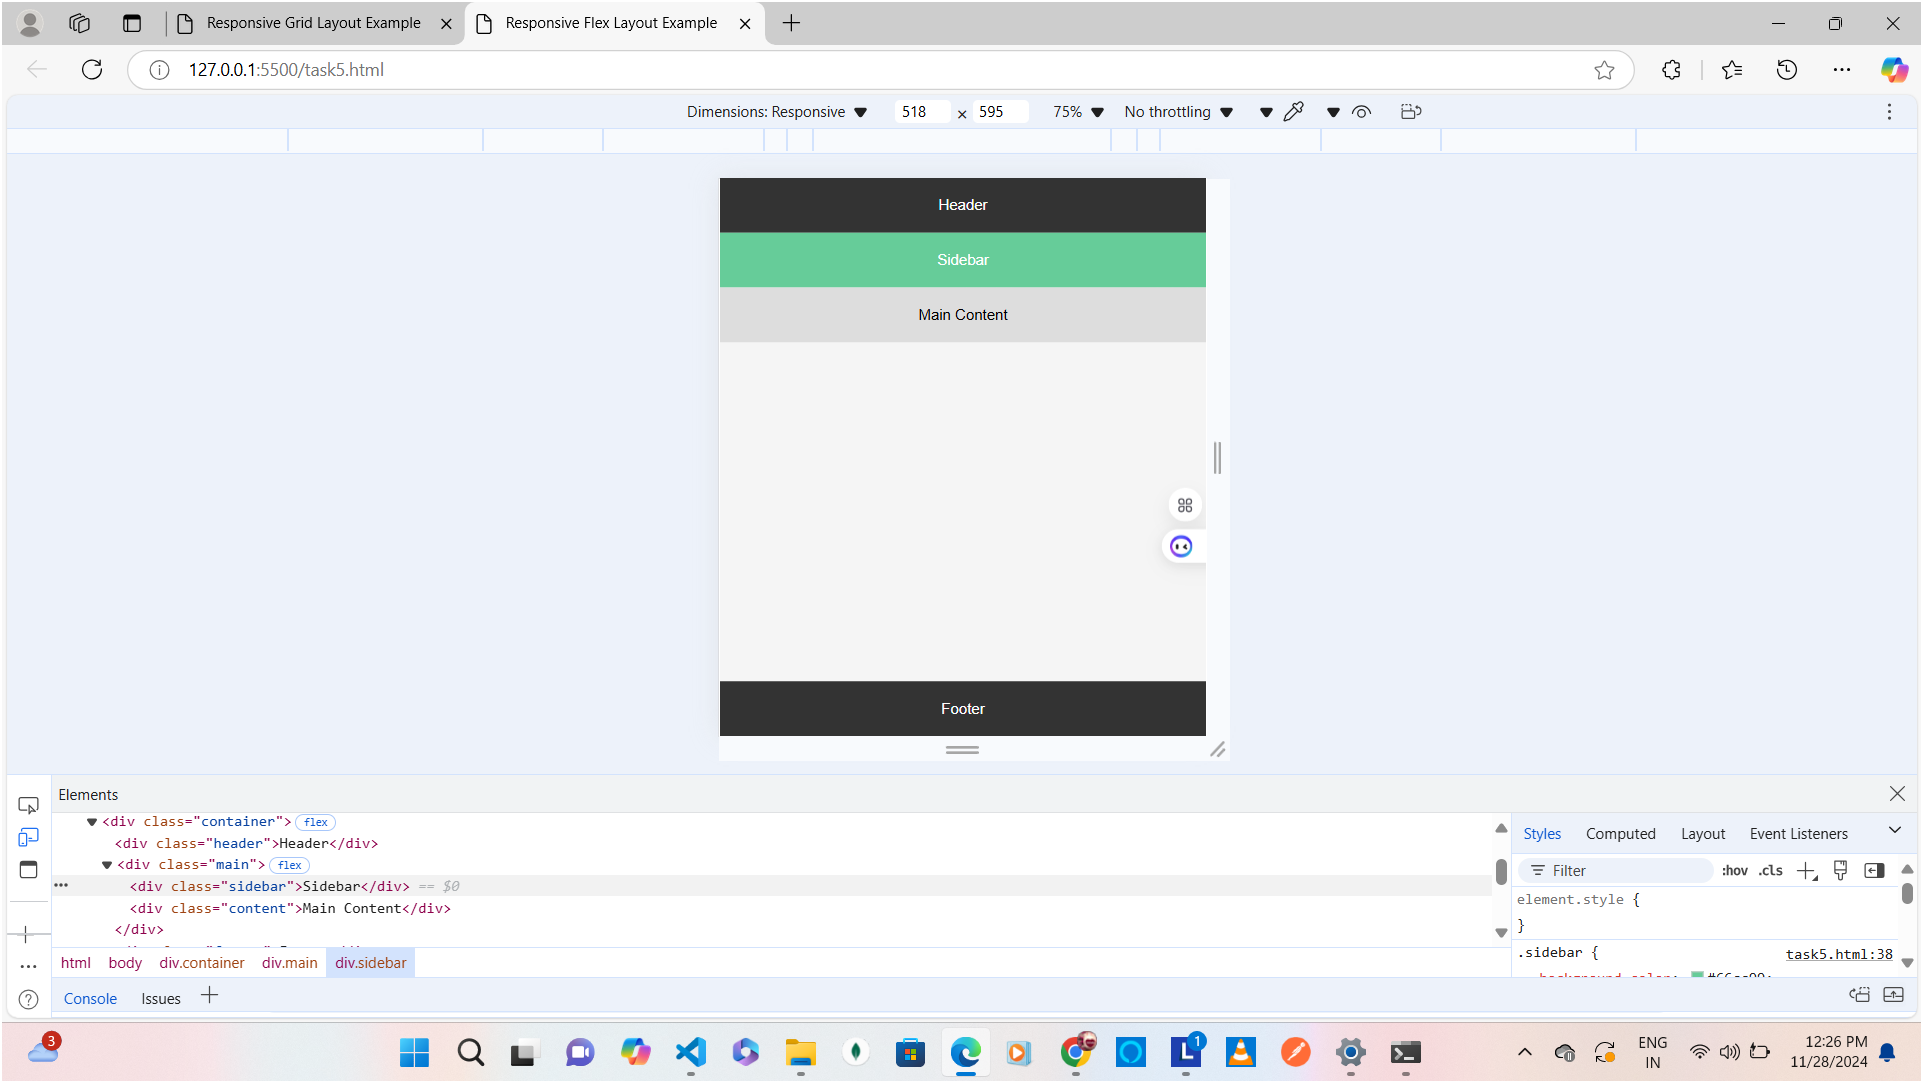 Responsive Grid Layout Example
Responsive Flex Layout Example
127.0.0.1:5500/task5.html
Dimensions: Responsive 518 × 595 75% No throttling
Header
Sidebar
Main Content
Footer
Elements
<div class="container"> flex
<div class="header">Header</div>
<div class="main"> flex
<div class="sidebar">Sidebar</div> == $0
<div class="content">Main Content</div>
</div>
html body div.container div.main div.sidebar
Styles Computed Layout Event Listeners
Filter :hov .cls
element.style {
}
.sidebar { task5.html:38
background-color: #66cc99;
Console Issues
3
1
ENG
IN
12:26 PM
11/28/2024